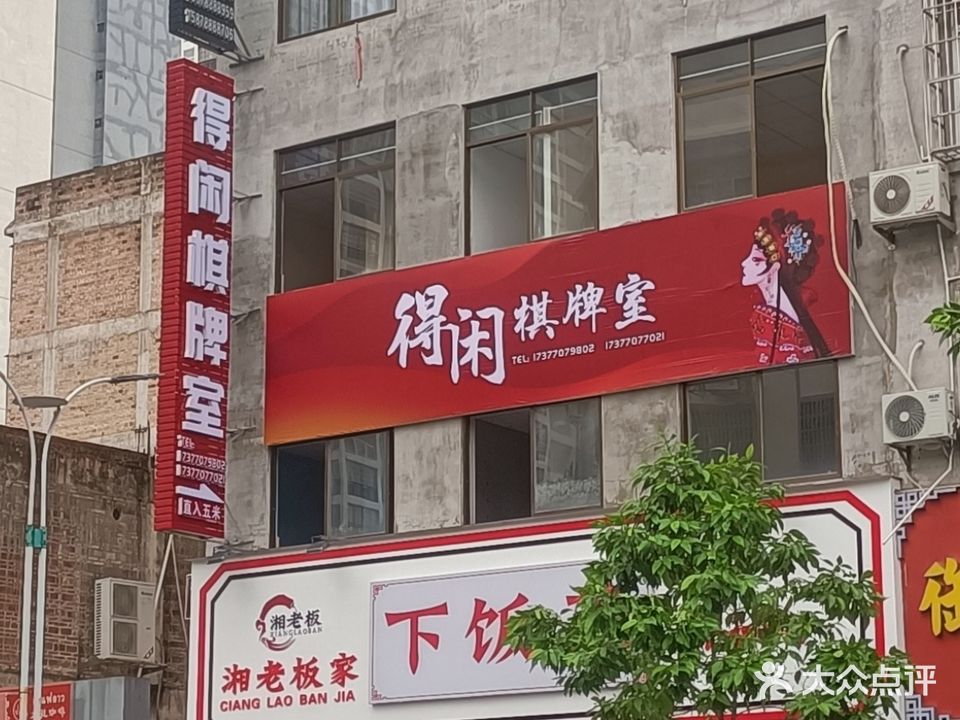 得闲棋牌室
TEL:
17377079802
17377077021
直入五米
得闲棋牌室
TEL: 17377079802 17377077021
湘老板
XIANGLAOBAN
湘老板家
CIANG LAO BAN JIA
下饭
大众点评